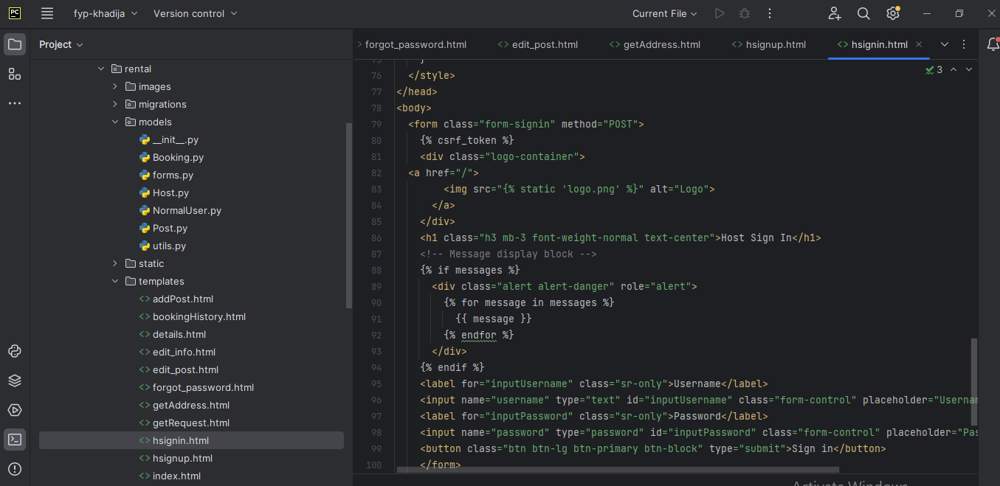 PC fyp-khadija Version control Current File
Project
rental
images
migrations
models
__init__.py
Booking.py
forms.py
Host.py
NormalUser.py
Post.py
utils.py
static
templates
addPost.html
bookingHistory.html
details.html
edit_info.html
edit_post.html
forgot_password.html
getAddress.html
getRequest.html
hsignin.html
hsignup.html
index.html
forgot_password.html <> edit_post.html <> getAddress.html <> hsignup.html <> hsignin.html
3
75 }
76 </style>
77 </head>
78 <body>
79 <form class="form-signin" method="POST">
80 {% csrf_token %}
81 <div class="logo-container">
82 <a href="/">
83 <img src="{% static 'logo.png' %}" alt="Logo">
84 </a>
85 </div>
86 <h1 class="h3 mb-3 font-weight-normal text-center">Host Sign In</h1>
87 <!-- Message display block -->
88 {% if messages %}
89 <div class="alert alert-danger" role="alert">
90 {% for message in messages %}
91 {{ message }}
92 {% endfor %}
93 </div>
94 {% endif %}
95 <label for="inputUsername" class="sr-only">Username</label>
96 <input name="username" type="text" id="inputUsername" class="form-control" placeholder="Usernam
97 <label for="inputPassword" class="sr-only">Password</label>
98 <input name="password" type="password" id="inputPassword" class="form-control" placeholder="Pas
99 <button class="btn btn-lg btn-primary btn-block" type="submit">Sign in</button>
100 </form>
Activate Windows